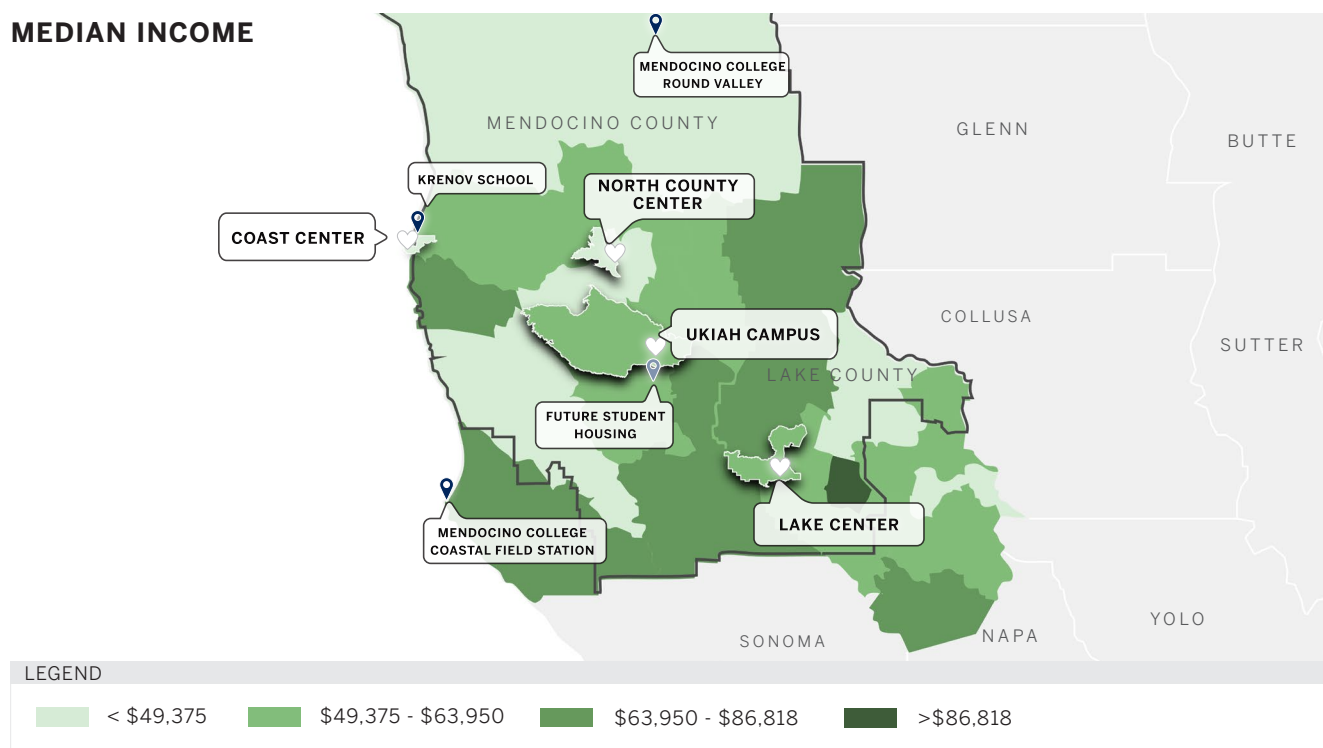 MEDIAN INCOME
MENDOCINO COLLEGE
ROUND VALLEY
MENDOCINO COUNTY
GLENN
BUTTE
KRENOV SCHOOL
NORTH COUNTY
CENTER
COAST CENTER
COLLUSA
UKIAH CAMPUS
SUTTER
LAKE COUNTY
FUTURE STUDENT
HOUSING
LAKE CENTER
MENDOCINO COLLEGE
COASTAL FIELD STATION
YOLO
SONOMA
NAPA
LEGEND
< $49,375
$49,375 - $63,950
$63,950 - $86,818
>$86,818